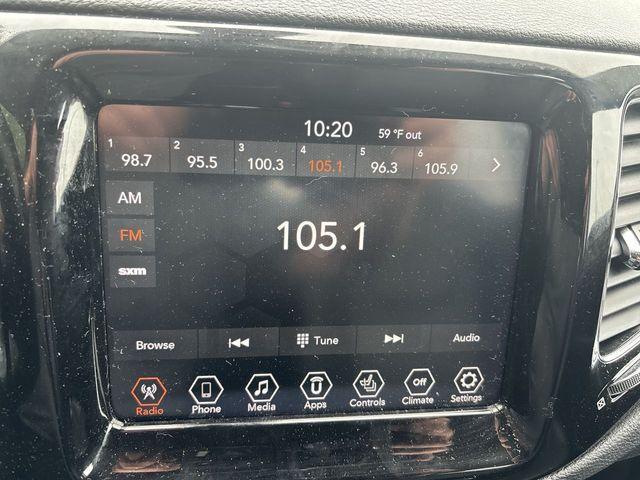 10:20 59 °F out
1 98.7 2 95.5 3 100.3 4 105.1 5 96.3 6 105.9
AM
FM
sxm
105.1
Browse Tune Audio
Off
Radio Phone Media Apps Controls Climate Settings